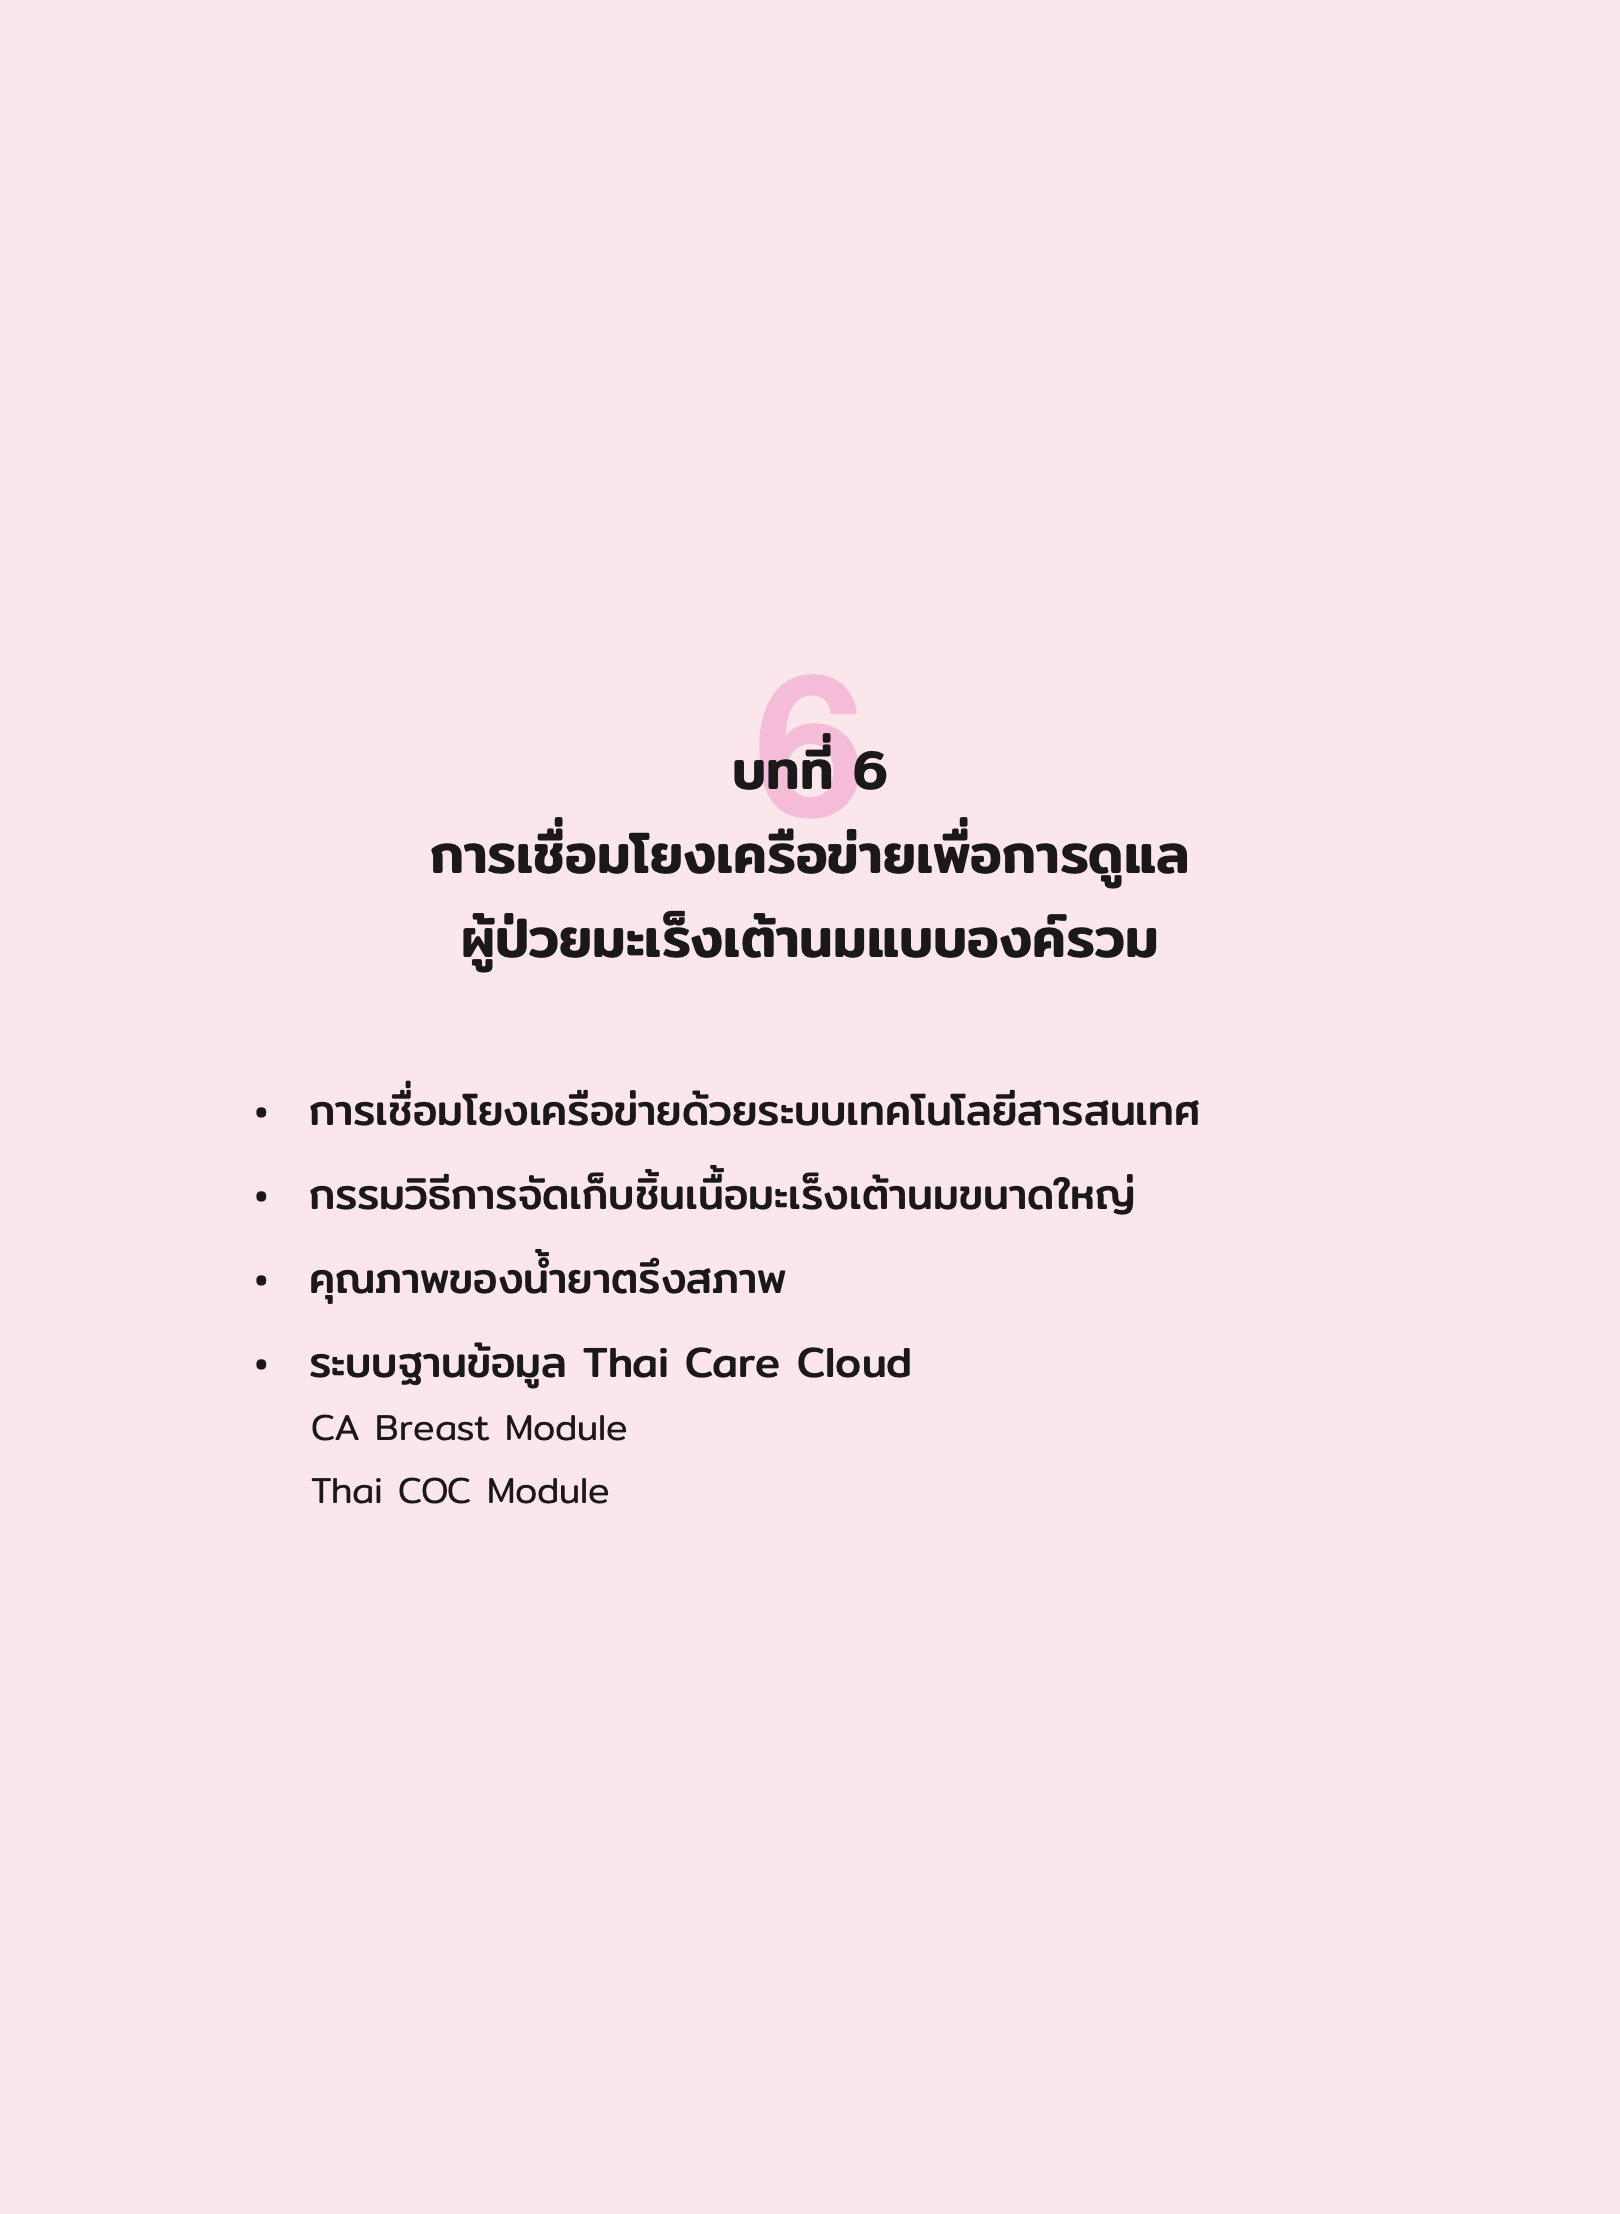 6
บทที่ 6
การเชื่อมโยงเครือข่ายเพื่อการดูแล
ผู้ป่วยมะเร็งเต้านมแบบองค์รวม
• การเชื่อมโยงเครือข่ายด้วยระบบเทคโนโลยีสารสนเทศ
• กรรมวิธีการจัดเก็บชิ้นเนื้อมะเร็งเต้านมขนาดใหญ่
• คุณภาพของน้ำยาตรึงสภาพ
• ระบบฐานข้อมูล Thai Care Cloud
CA Breast Module
Thai COC Module